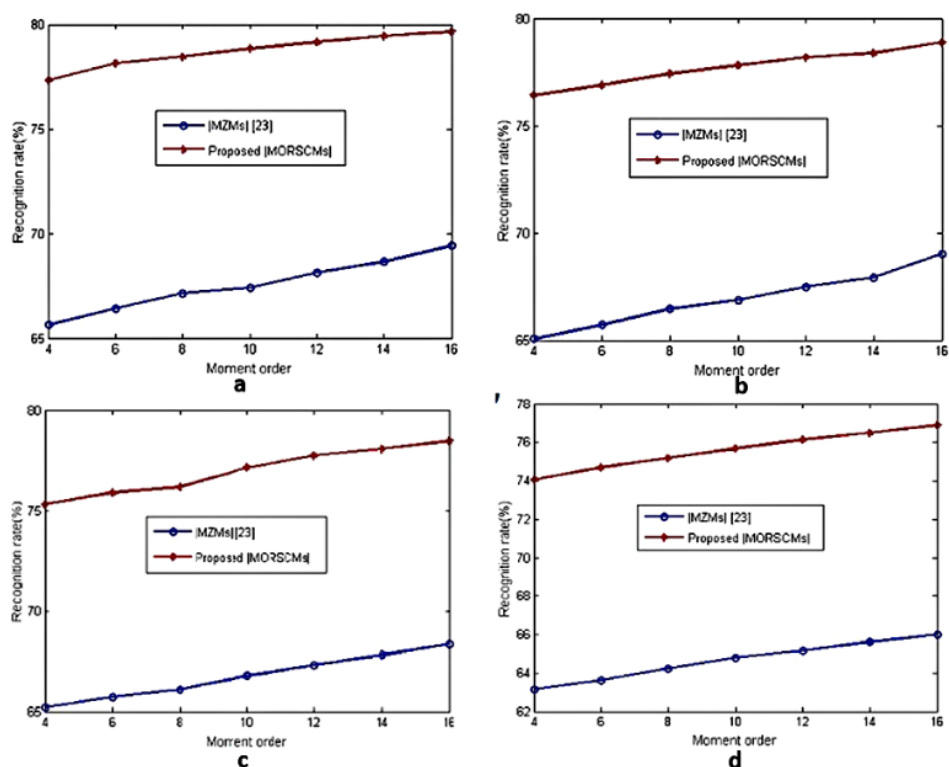 80
75
70
65
Recognition rate(%)
|MZMs| [23]
Proposed |MORSCMs|
4 6 8 10 12 14 16
Moment order
a
80
75
70
65
Recognition rate(%)
|MZMs| [23]
Proposed |MORSCMs|
4 6 8 10 12 14 16
Moment order
b
,
80
75
70
65
Recognition rate(%)
|MZMs|[23]
Proposed |MORSCMs|
4 6 8 10 12 14 16
Moment order
c
78
76
74
72
70
68
66
64
62
Recognition rate(%)
|MZMs| [23]
Proposed |MORSCMs|
4 6 8 10 12 14 16
Moment order
d